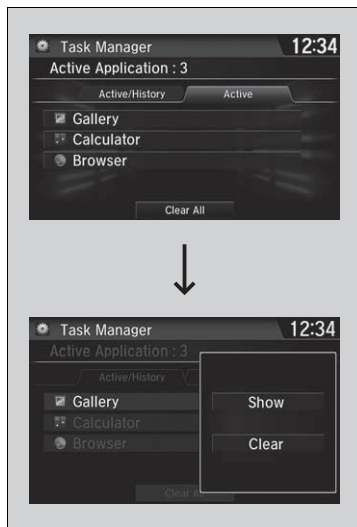 Task Manager 12:34
Active Application : 3
Active/History Active
Gallery
Calculator
Browser
Clear All
Task Manager 12:34
Active Application : 3
Active/History
Gallery Show
Calculator
Browser Clear
Clear All